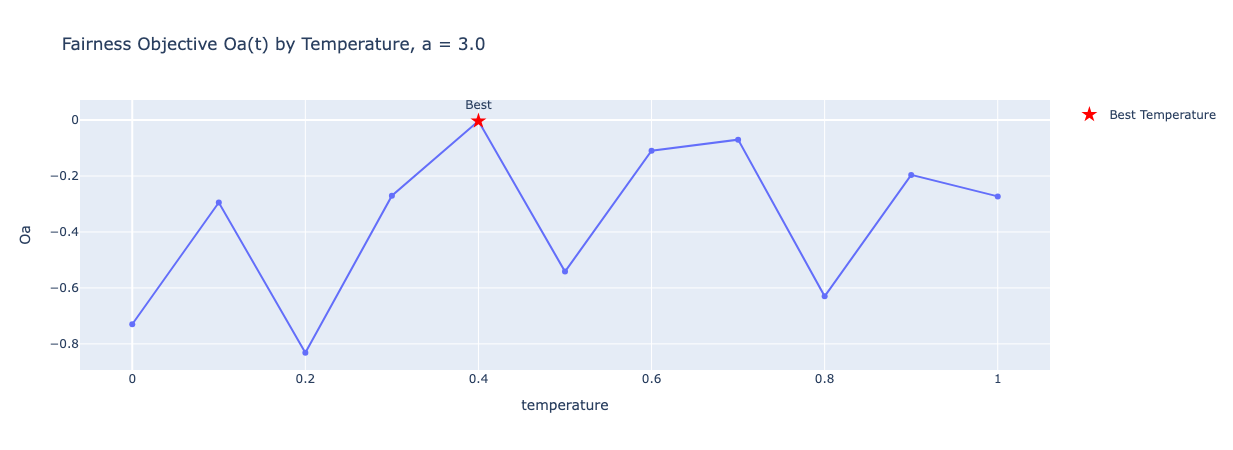 Fairness Objective Oa(t) by Temperature, a = 3.0
Best
Best Temperature
0
−0.2
−0.4
−0.6
−0.8
Oa
0
0.2
0.4
0.6
0.8
1
temperature